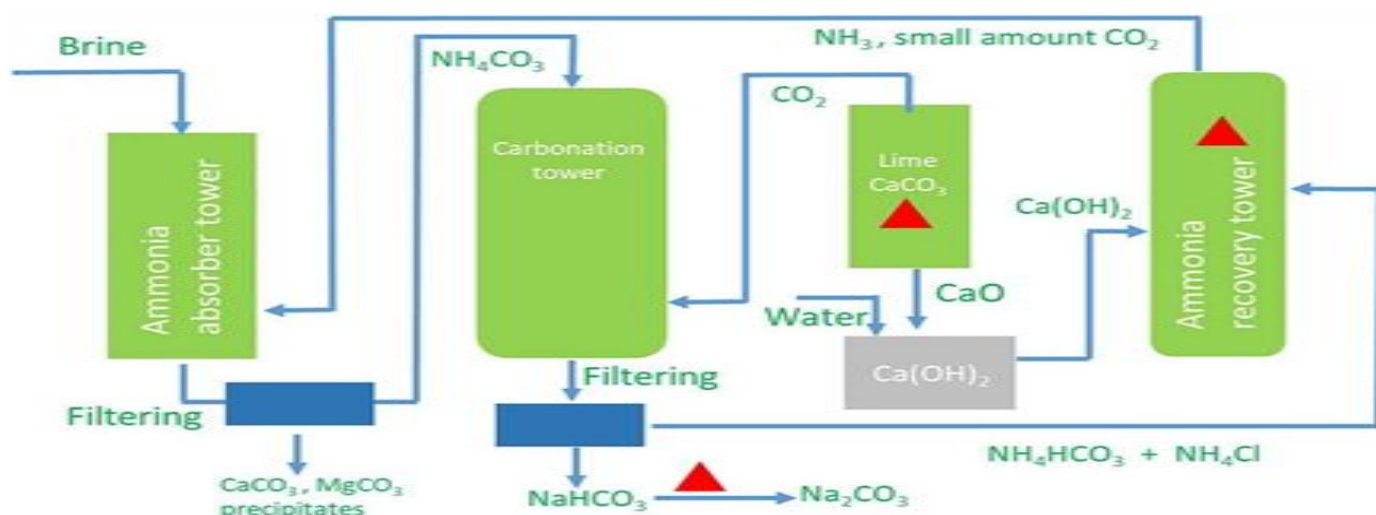 Brine
NH₄CO₃
NH₃, small amount CO₂
CO₂
Carbonation
tower
Lime
CaCO₃
Ammonia
absorber tower
Ca(OH)₂
Ammonia
recovery tower
CaO
Water
Ca(OH)₂
Filtering
Filtering
NH₄HCO₃ + NH₄Cl
CaCO₃, MgCO₃
precipitates
NaHCO₃
Na₂CO₃